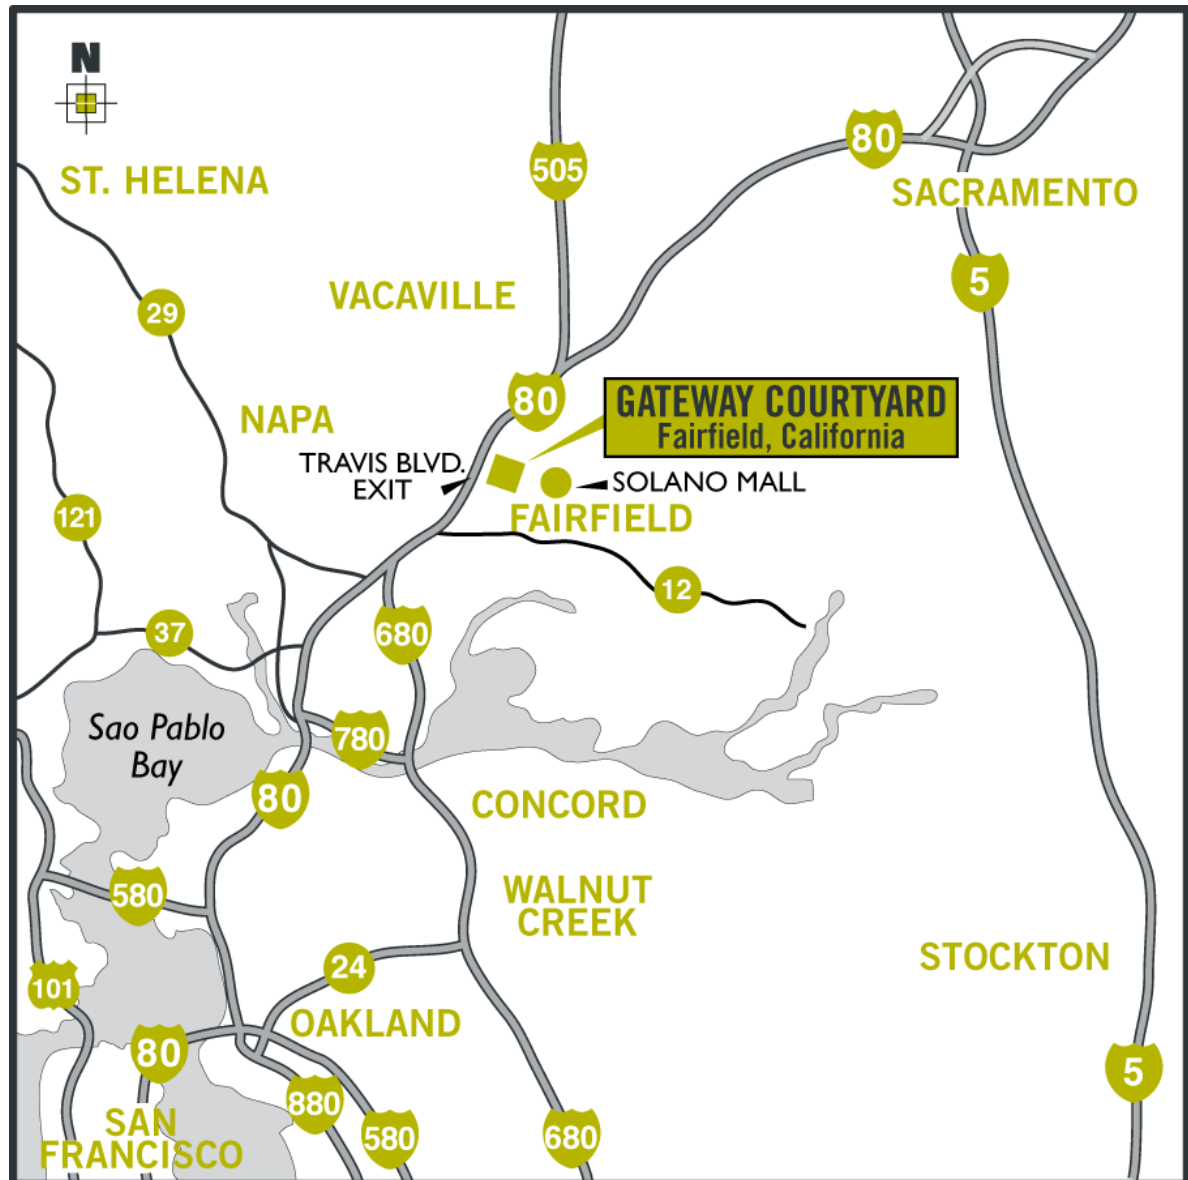 N
80
505
ST. HELENA
SACRAMENTO
5
VACAVILLE
29
80
GATEWAY COURTYARD
Fairfield, California
NAPA
TRAVIS BLVD.
EXIT
SOLANO MALL
121
FAIRFIELD
12
37
680
Sao Pablo
Bay
780
80
CONCORD
580
WALNUT
CREEK
STOCKTON
24
101
OAKLAND
80
5
880
SAN
FRANCISCO
580
680